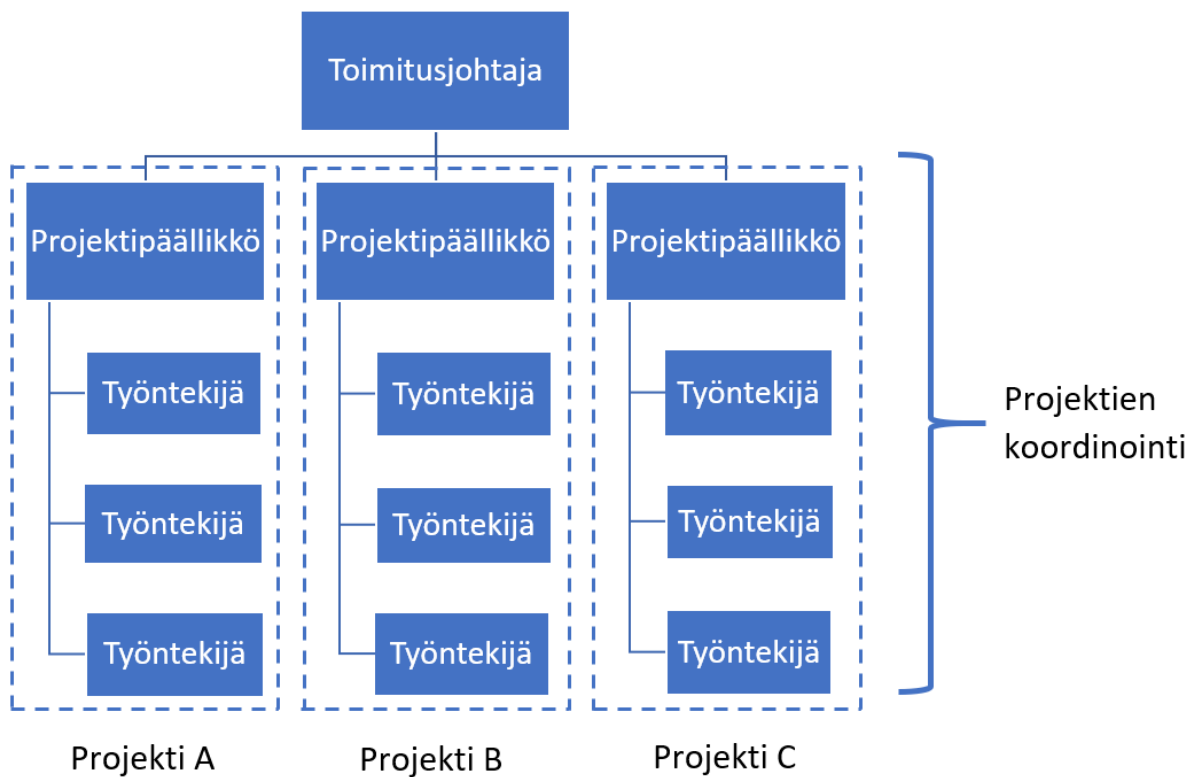 Toimitusjohtaja
Projektipäällikkö
Projektipäällikkö
Projektipäällikkö
Työntekijä
Työntekijä
Työntekijä
Työntekijä
Työntekijä
Työntekijä
Työntekijä
Työntekijä
Työntekijä
Projektien
koordinointi
Projekti A
Projekti B
Projekti C